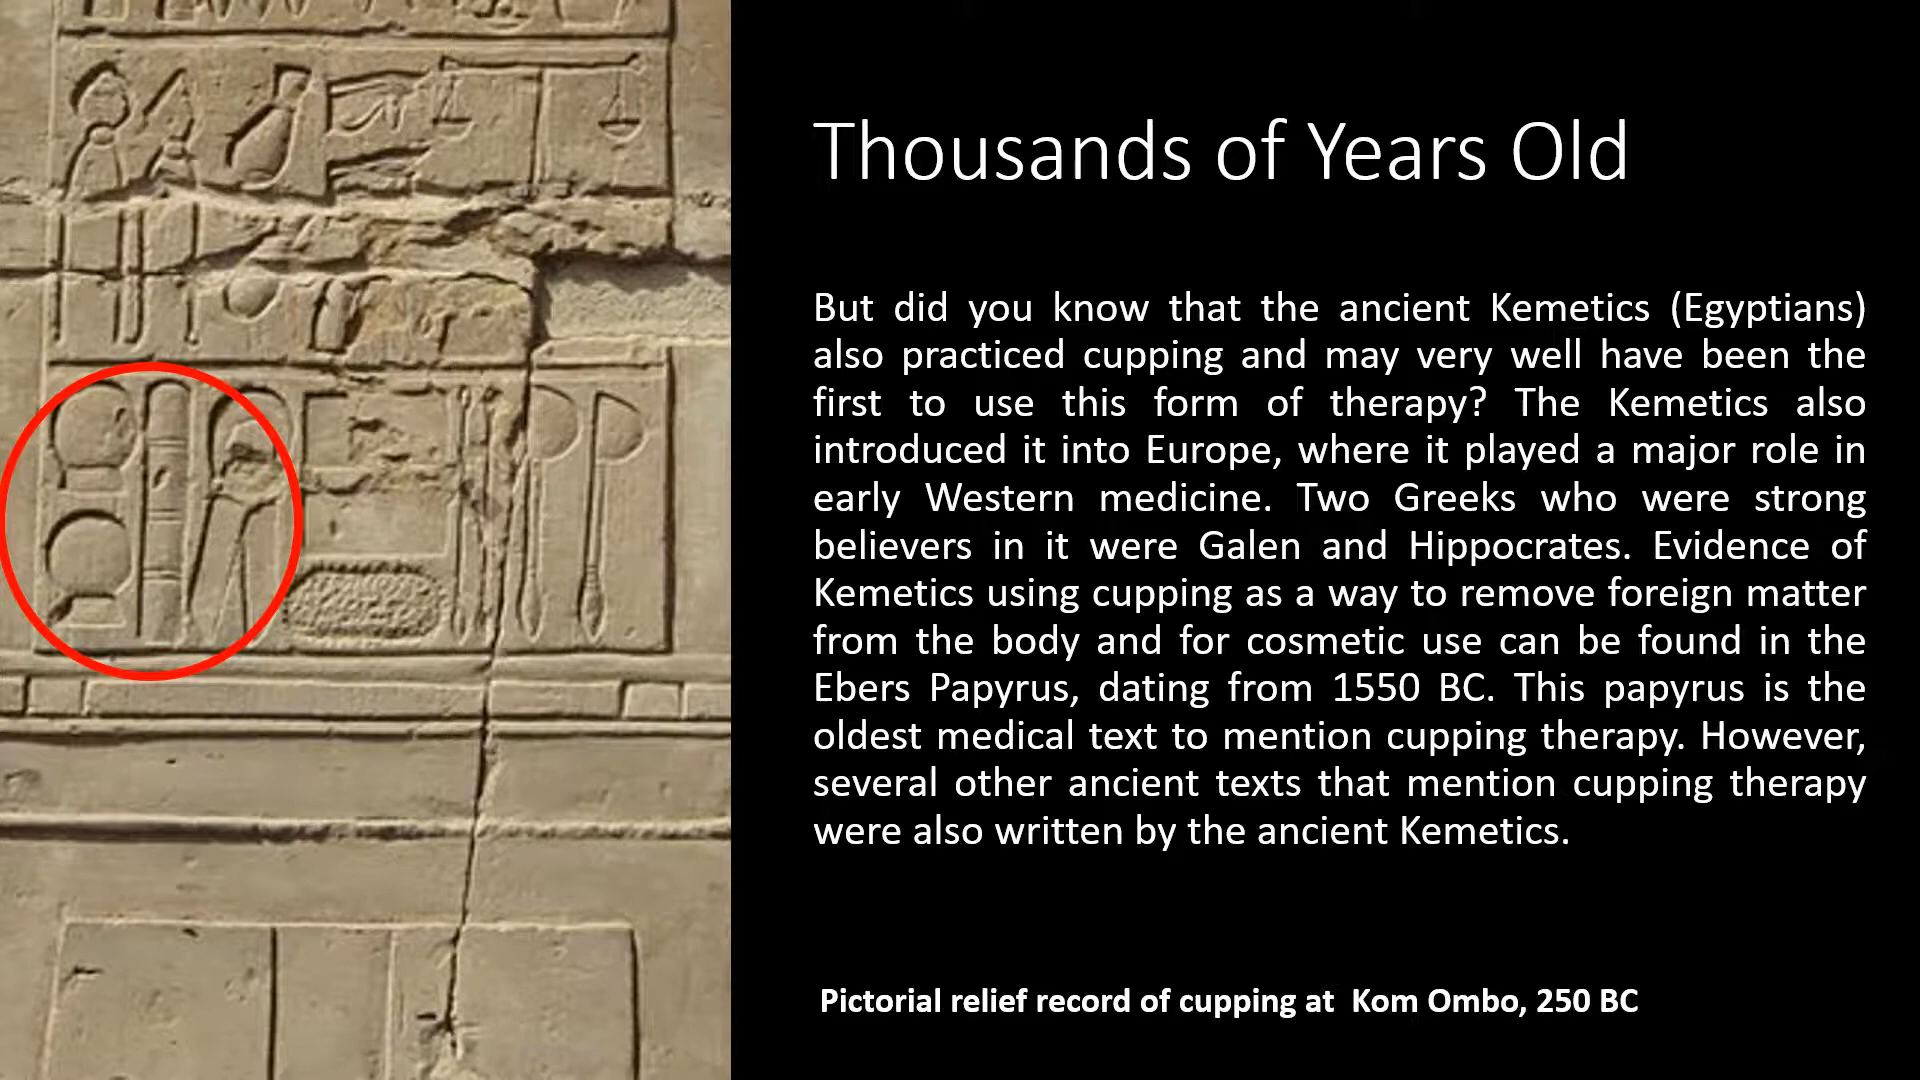 Thousands of Years Old
But did you know that the ancient Kemetics (Egyptians)
also practiced cupping and may very well have been the
first to use this form of therapy? The Kemetics also
introduced it into Europe, where it played a major role in
early Western medicine. Two Greeks who were strong
believers in it were Galen and Hippocrates. Evidence of
Kemetics using cupping as a way to remove foreign matter
from the body and for cosmetic use can be found in the
Ebers Papyrus, dating from 1550 BC. This papyrus is the
oldest medical text to mention cupping therapy. However,
several other ancient texts that mention cupping therapy
were also written by the ancient Kemetics.
Pictorial relief record of cupping at Kom Ombo, 250 BC